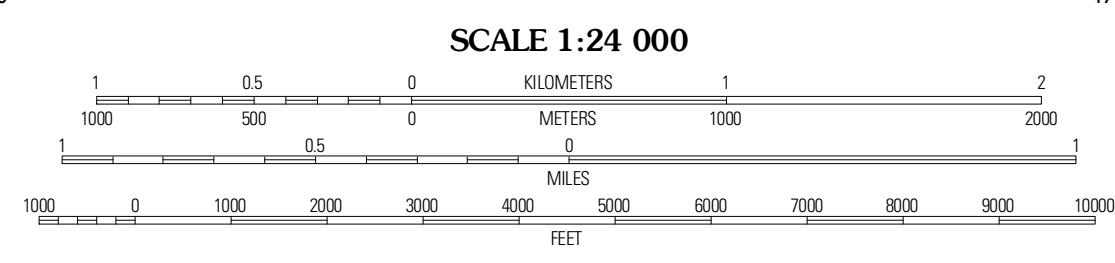 SCALE 1:24 000
1 0.5 0 KILOMETERS 1 2
1000 500 0 METERS 1000 2000
1 0.5 0 1
MILES
1000 0 1000 2000 3000 4000 5000 6000 7000 8000 9000 10000
FEET